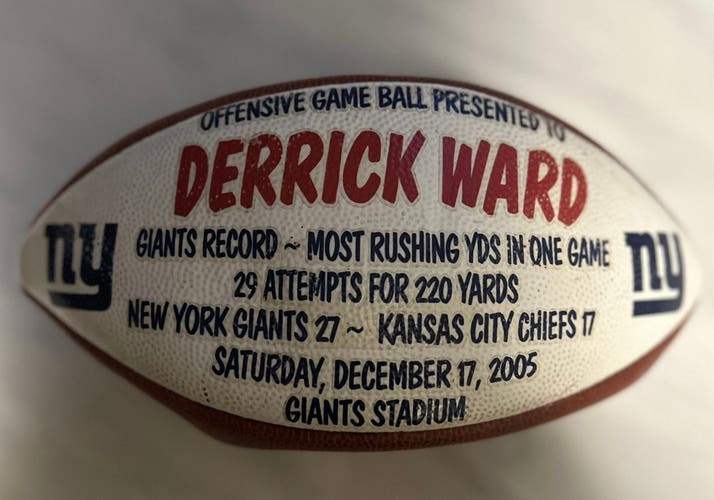 OFFENSIVE GAME BALL PRESENTED TO
DERRICK WARD
ny GIANTS RECORD ~ MOST RUSHING YDS IN ONE GAME ny
29 ATTEMPTS FOR 220 YARDS
NEW YORK GIANTS 27 ~ KANSAS CITY CHIEFS 17
SATURDAY, DECEMBER 17, 2005
GIANTS STADIUM